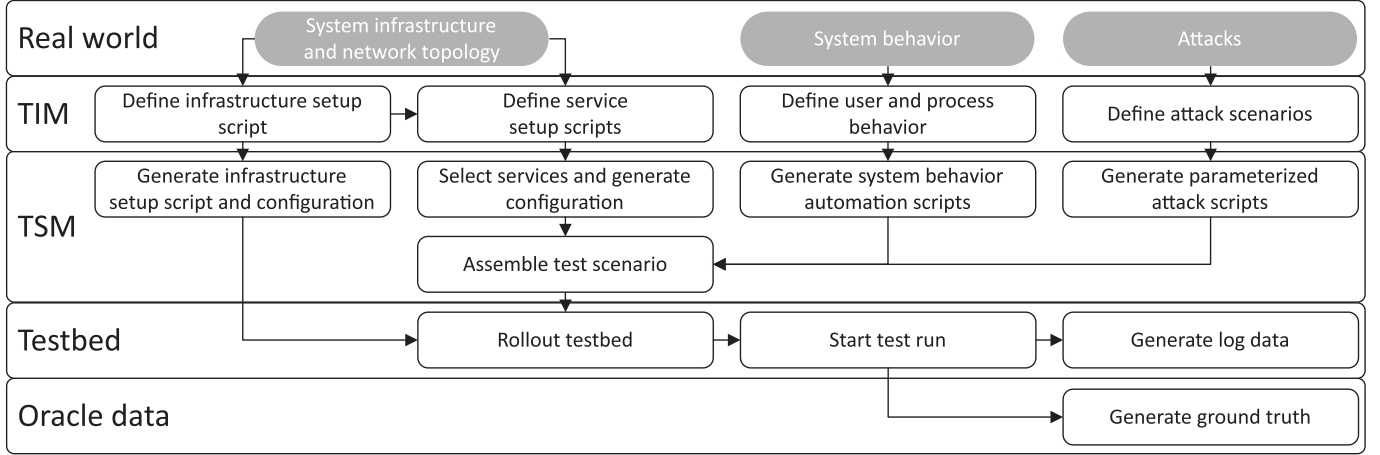 Real world
System infrastructure
and network topology
System behavior
Attacks
TIM
Define infrastructure setup
script
Define service
setup scripts
Define user and process
behavior
Define attack scenarios
TSM
Generate infrastructure
setup script and configuration
Select services and generate
configuration
Generate system behavior
automation scripts
Generate parameterized
attack scripts
Assemble test scenario
Testbed
Rollout testbed
Start test run
Generate log data
Oracle data
Generate ground truth